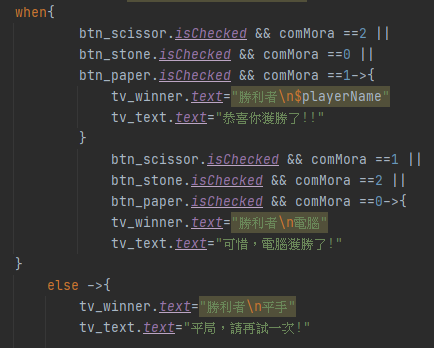 when{
btn_scissor.isChecked && comMora ==2 ||
btn_stone.isChecked && comMora ==0 ||
btn_paper.isChecked && comMora ==1->{
tv_winner.text="勝利者\n$playerName"
tv_text.text="恭喜你獲勝了!!"
}
btn_scissor.isChecked && comMora ==1 ||
btn_stone.isChecked && comMora ==2 ||
btn_paper.isChecked && comMora ==0->{
tv_winner.text="勝利者\n電腦"
tv_text.text="可惜，電腦獲勝了!"
}
else ->{
tv_winner.text="勝利者\n平手"
tv_text.text="平局，請再試一次!"